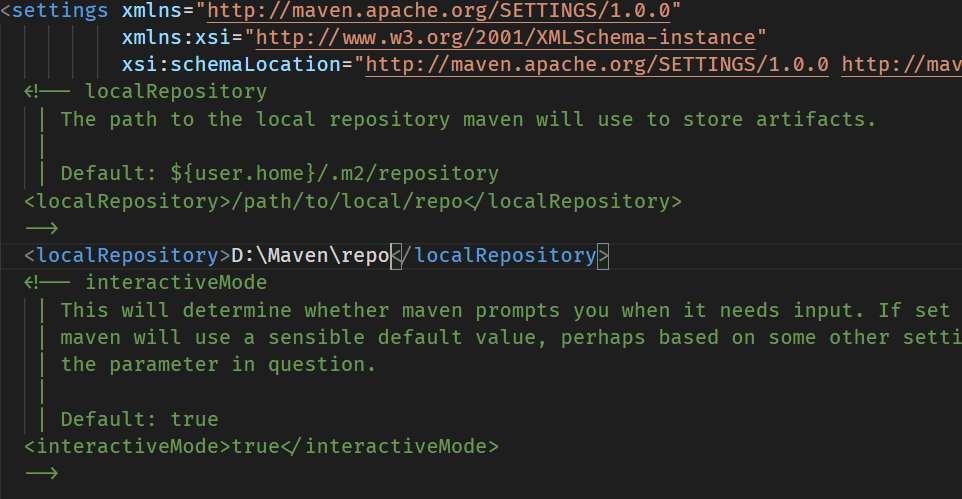 <settings xmlns="http://maven.apache.org/SETTINGS/1.0.0"
xmlns:xsi="http://www.w3.org/2001/XMLSchema-instance"
xsi:schemaLocation="http://maven.apache.org/SETTINGS/1.0.0 http://mav
<!-- localRepository
| The path to the local repository maven will use to store artifacts.
|
| Default: ${user.home}/.m2/repository
<localRepository>/path/to/local/repo</localRepository>
-->
<localRepository>D:\Maven\repo</localRepository>
<!-- interactiveMode
| This will determine whether maven prompts you when it needs input. If set
| maven will use a sensible default value, perhaps based on some other setti
| the parameter in question.
|
| Default: true
<interactiveMode>true</interactiveMode>
-->